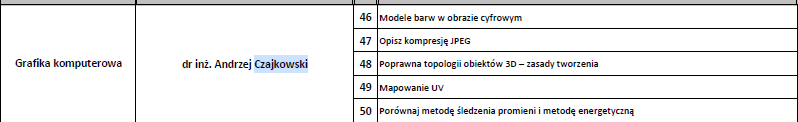 Grafika komputerowa
dr inż. Andrzej Czajkowski
46 Modele barw w obrazie cyfrowym
47 Opisz kompresję JPEG
48 Poprawna topologii obiektów 3D – zasady tworzenia
49 Mapowanie UV
50 Porównaj metodę śledzenia promieni i metodę energetyczną